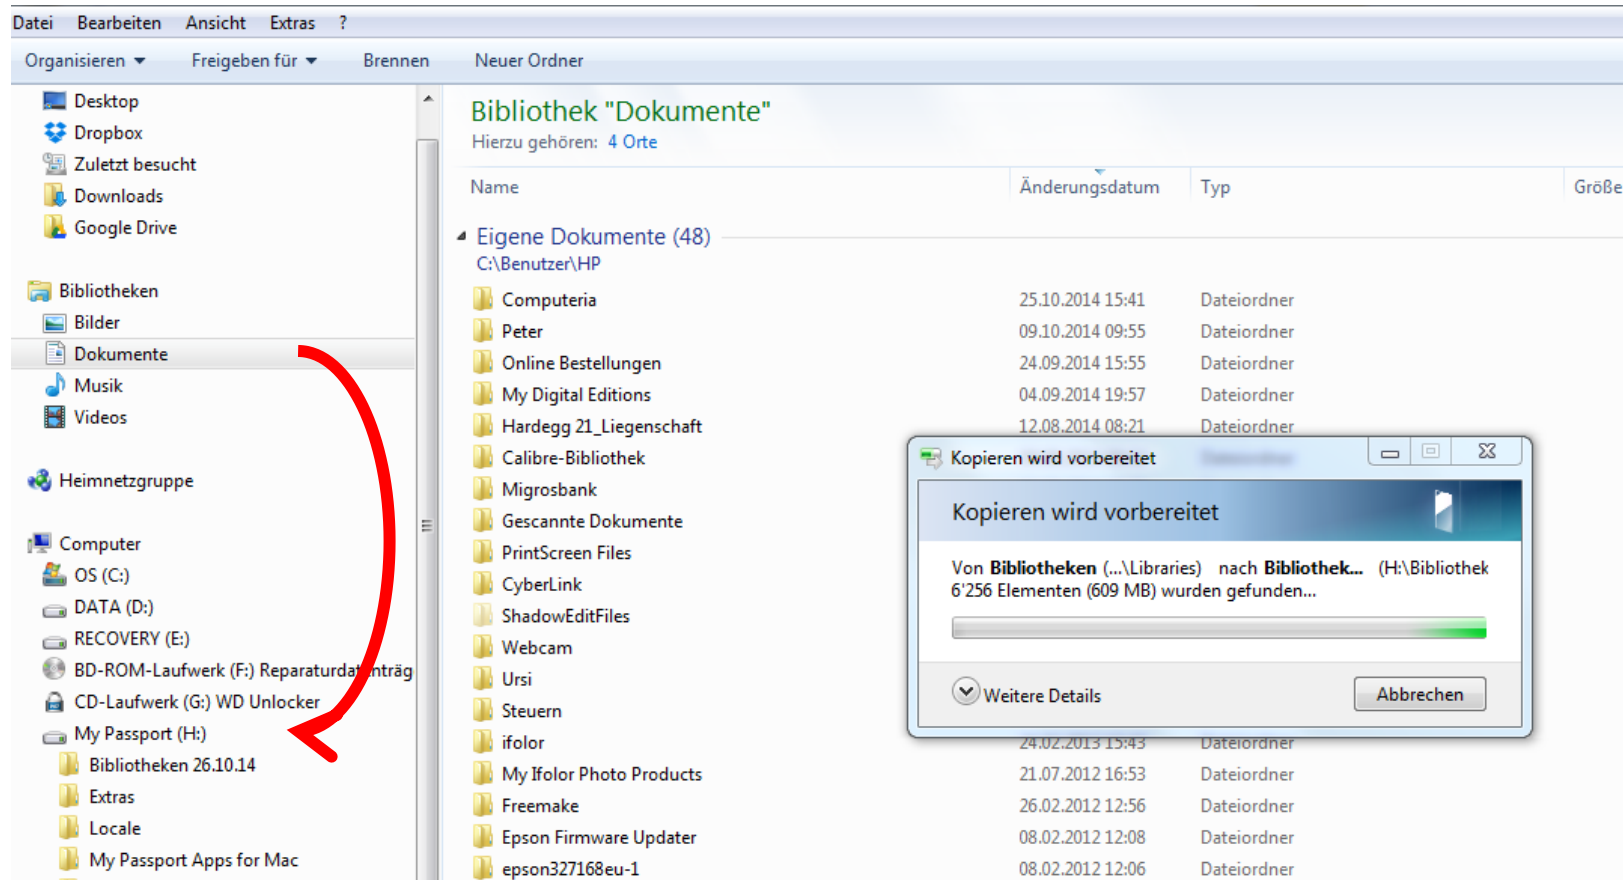 Datei Bearbeiten Ansicht Extras ?
Organisieren Freigeben für Brennen Neuer Ordner
Desktop
Dropbox
Zuletzt besucht
Downloads
Google Drive
Bibliotheken
Bilder
Dokumente
Musik
Videos
Heimnetzgruppe
Computer
OS (C:)
DATA (D:)
RECOVERY (E:)
BD-ROM-Laufwerk (F:)
CD-Laufwerk (G:) WD Unlocker
My Passport (H:)
Bibliotheken 26.10.14
Extras
Locale
My Passport Apps for Mac
Bibliothek "Dokumente"
Hierzu gehören: 4 Orte
Name Änderungsdatum Typ Größe
Eigene Dokumente (48)
C:\Benutzer\HP
Computeria 25.10.2014 15:41 Dateiordner
Peter 09.10.2014 09:55 Dateiordner
Online Bestellungen 24.09.2014 15:55 Dateiordner
My Digital Editions 04.09.2014 19:57 Dateiordner
Hardegg 21_Liegenschaft 12.08.2014 08:21 Dateiordner
Calibre-Bibliothek
Migrosbank
Gescannte Dokumente
PrintScreen Files
CyberLink
ShadowEditFiles
Webcam
Ursi
Steuern
ifolor 24.02.2013 15:43 Dateiordner
My Ifolor Photo Products 21.07.2012 16:53 Dateiordner
Freemake 26.02.2012 12:56 Dateiordner
Epson Firmware Updater 08.02.2012 12:08 Dateiordner
epson327168eu-1 08.02.2012 12:06 Dateiordner
Kopieren wird vorbereitet
Kopieren wird vorbereitet
Von Bibliotheken (...\Libraries) nach Bibliothek... (H:\Bibliothek
6'256 Elementen (609 MB) wurden gefunden...
Weitere Details Abbrechen